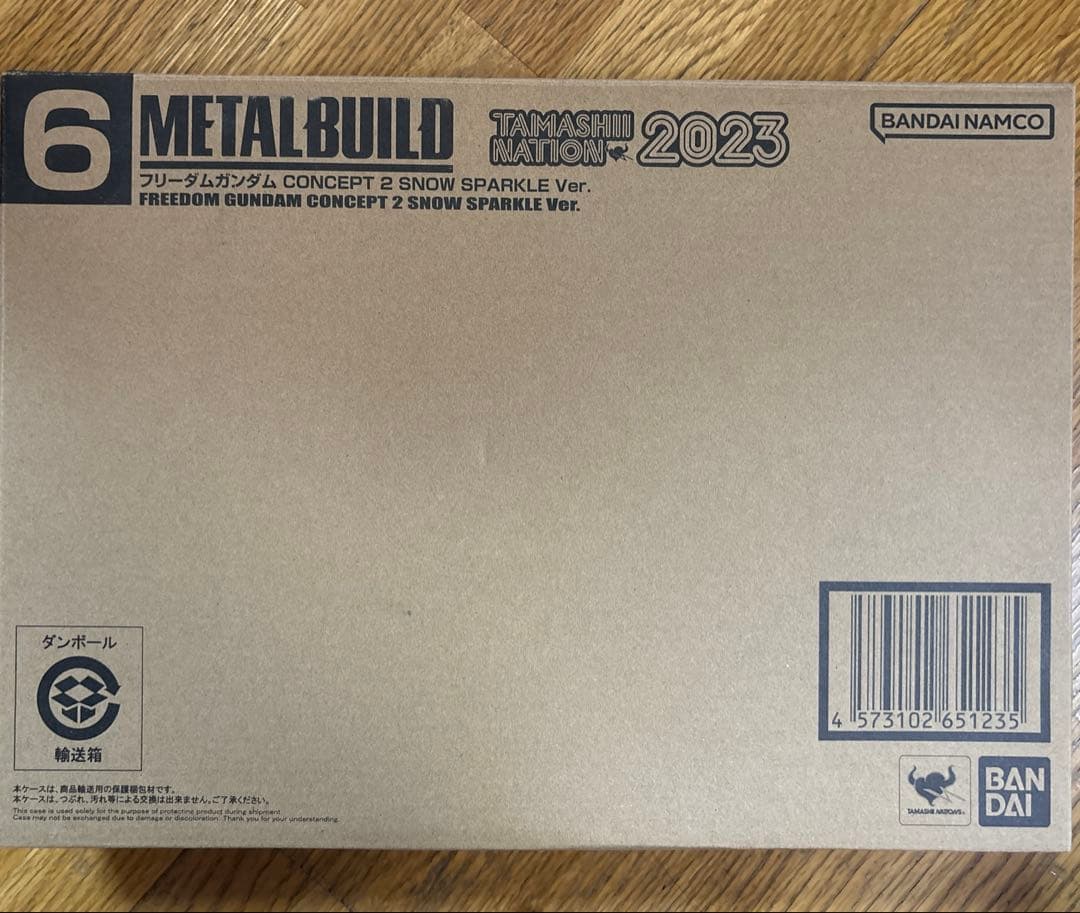 6
METAL BUILD
TAMASHII NATION 2023
BANDAI NAMCO
フリーダムガンダム CONCEPT 2 SNOW SPARKLE Ver.
FREEDOM GUNDAM CONCEPT 2 SNOW SPARKLE Ver.
ダンボール
輸送箱
4 573102 651235
本ケースは、商品輸送用の保護梱包材です。
本ケースは、つぶれ、汚れ等による交換は出来ません。ご了承ください。
This case is used solely for the purpose of protecting product during shipment.
Case may not be exchanged due to damage or discoloration. Thank you for your understanding.
TAMASHII NATIONS
BAN
DAI